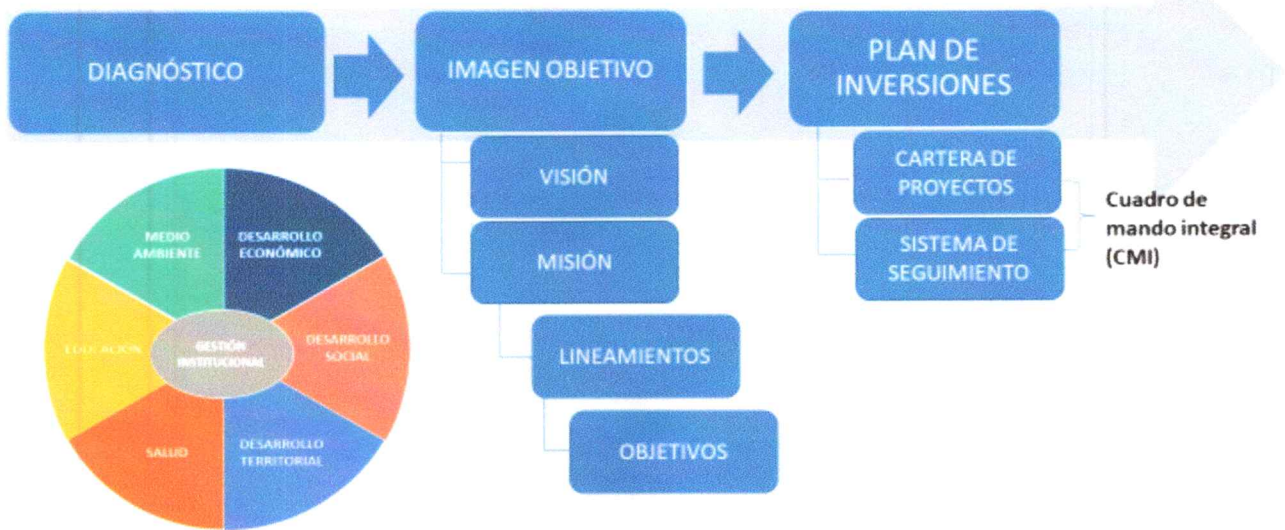 DIAGNÓSTICO
IMAGEN OBJETIVO
PLAN DE
INVERSIONES
VISIÓN
MISIÓN
LINEAMIENTOS
OBJETIVOS
CARTERA DE
PROYECTOS
SISTEMA DE
SEGUIMIENTO
Cuadro de
mando integral
(CMI)
MEDIO
AMBIENTE
DESARROLLO
ECONÓMICO
EDUCACIÓN
GESTIÓN
INSTITUCIONAL
DESARROLLO
SOCIAL
SALUD
DESARROLLO
TERRITORIAL